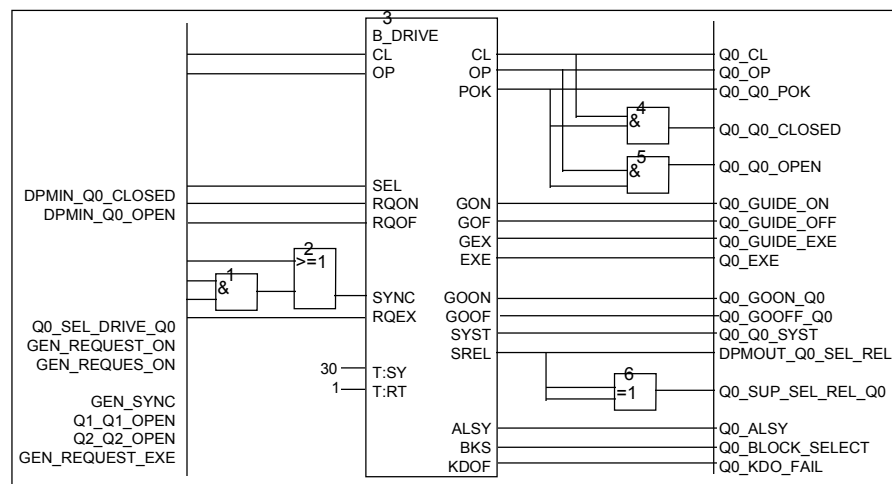 3
B_DRIVE
CL CL Q0_CL
OP OP Q0_OP
POK Q0_Q0_POK
4
& Q0_Q0_CLOSED
5
& Q0_Q0_OPEN
SEL
DPMIN_Q0_CLOSED
RQON GON Q0_GUIDE_ON
DPMIN_Q0_OPEN
RQOF GOF Q0_GUIDE_OFF
GEX Q0_GUIDE_EXE
2
>=1 EXE Q0_EXE
1
&
SYNC GOON Q0_GOON_Q0
RQEX GOOF Q0_GOOFF_Q0
Q0_SEL_DRIVE_Q0
SYST Q0_Q0_SYST
GEN_REQUEST_ON
SREL DPMOUT_Q0_SEL_REL
GEN_REQUES_ON
30 T:SY
6
1 T:RT
=1 Q0_SUP_SEL_REL_Q0
GEN_SYNC
Q1_Q1_OPEN
ALSY Q0_ALSY
Q2_Q2_OPEN
BKS Q0_BLOCK_SELECT
GEN_REQUEST_EXE
KDOF Q0_KDO_FAIL